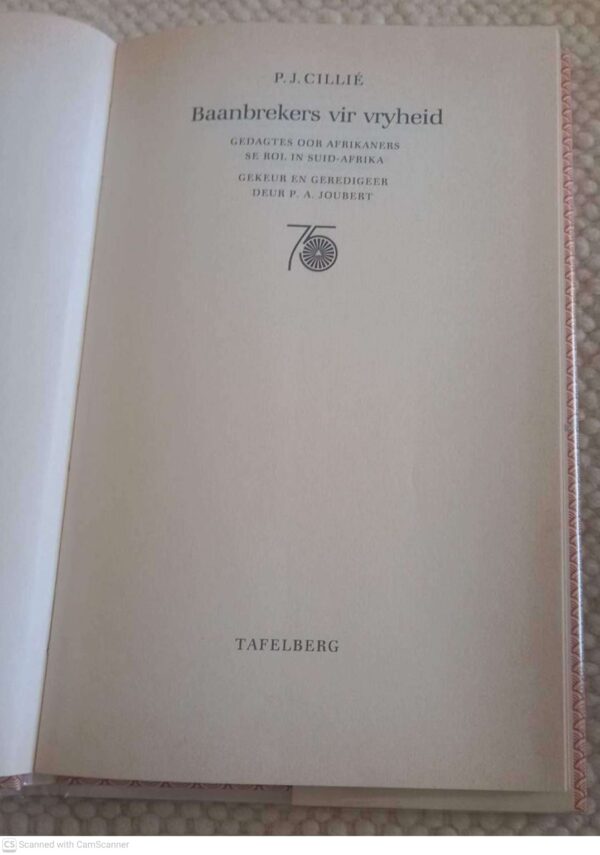 P. J. CILLIÉ
Baanbrekers vir vryheid
GEDAGTES OOR AFRIKANERS
SE ROL IN SUID-AFRIKA
GEKEUR EN GEREDIGEER
DEUR P. A. JOUBERT
75
TAFELBERG
CS Scanned with CamScanner